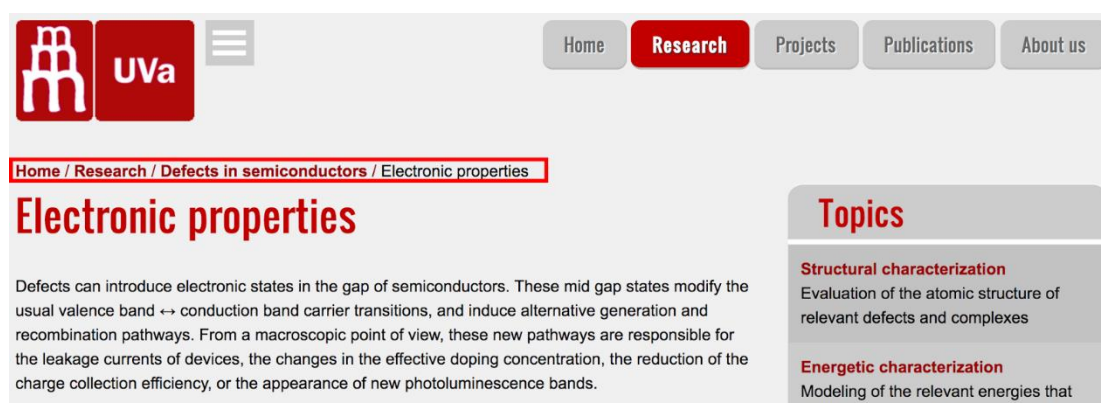 UVa
Home
Research
Projects
Publications
About us
Home / Research / Defects in semiconductors / Electronic properties
Electronic properties
Defects can introduce electronic states in the gap of semiconductors. These mid gap states modify the
usual valence band ↔ conduction band carrier transitions, and induce alternative generation and
recombination pathways. From a macroscopic point of view, these new pathways are responsible for
the leakage currents of devices, the changes in the effective doping concentration, the reduction of the
charge collection efficiency, or the appearance of new photoluminescence bands.
Topics
Structural characterization
Evaluation of the atomic structure of
relevant defects and complexes
Energetic characterization
Modeling of the relevant energies that